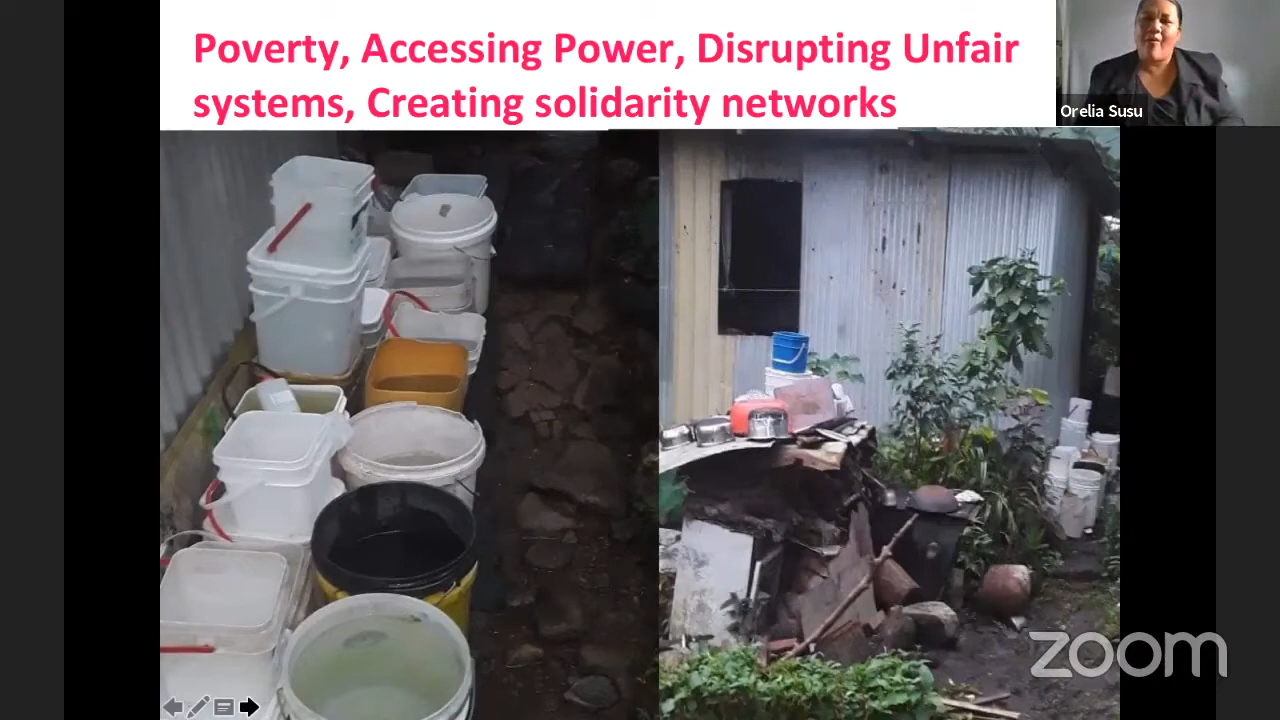 Poverty, Accessing Power, Disrupting Unfair
systems, Creating solidarity networks
Orelia Susu
zoom